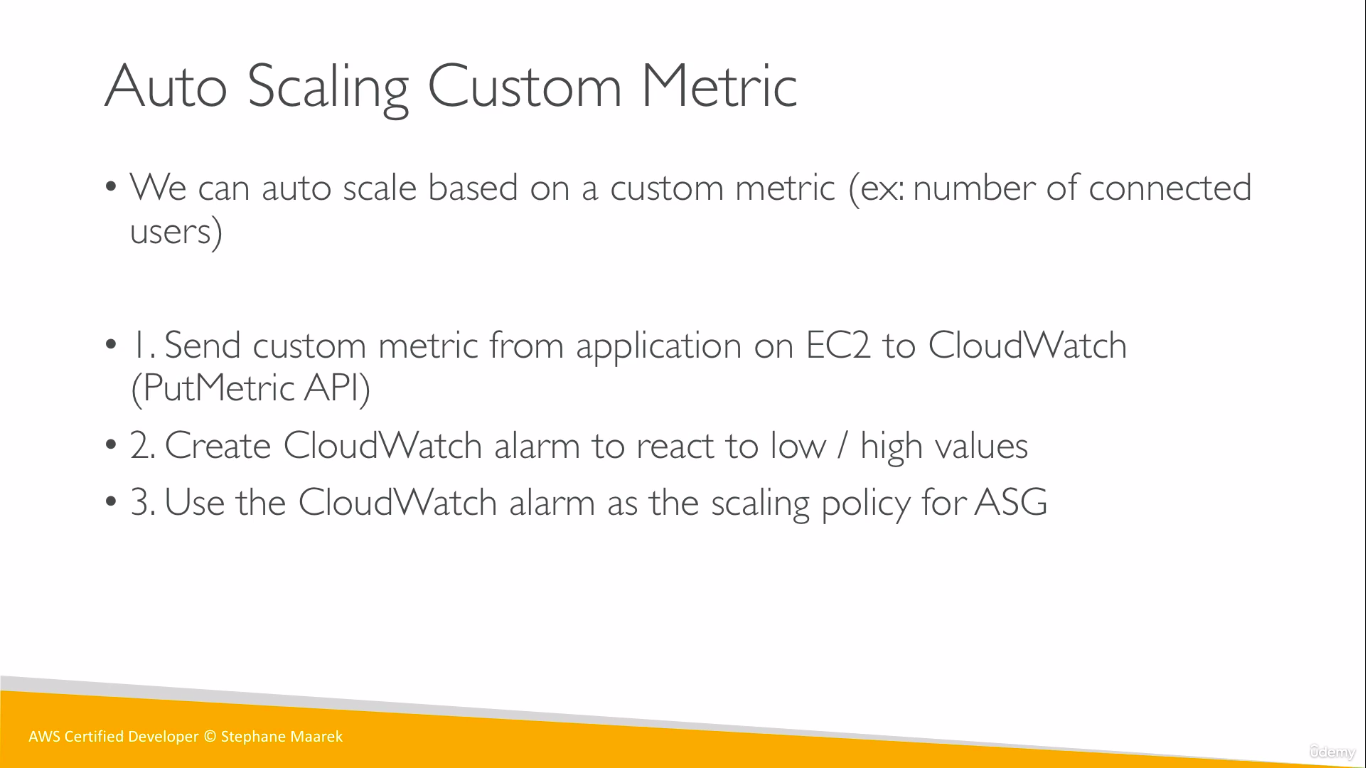 Auto Scaling Custom Metric
• We can auto scale based on a custom metric (ex: number of connected
users)
• 1. Send custom metric from application on EC2 to CloudWatch
(PutMetric API)
• 2. Create CloudWatch alarm to react to low / high values
• 3. Use the CloudWatch alarm as the scaling policy for ASG
AWS Certified Developer © Stephane Maarek
ûdemy